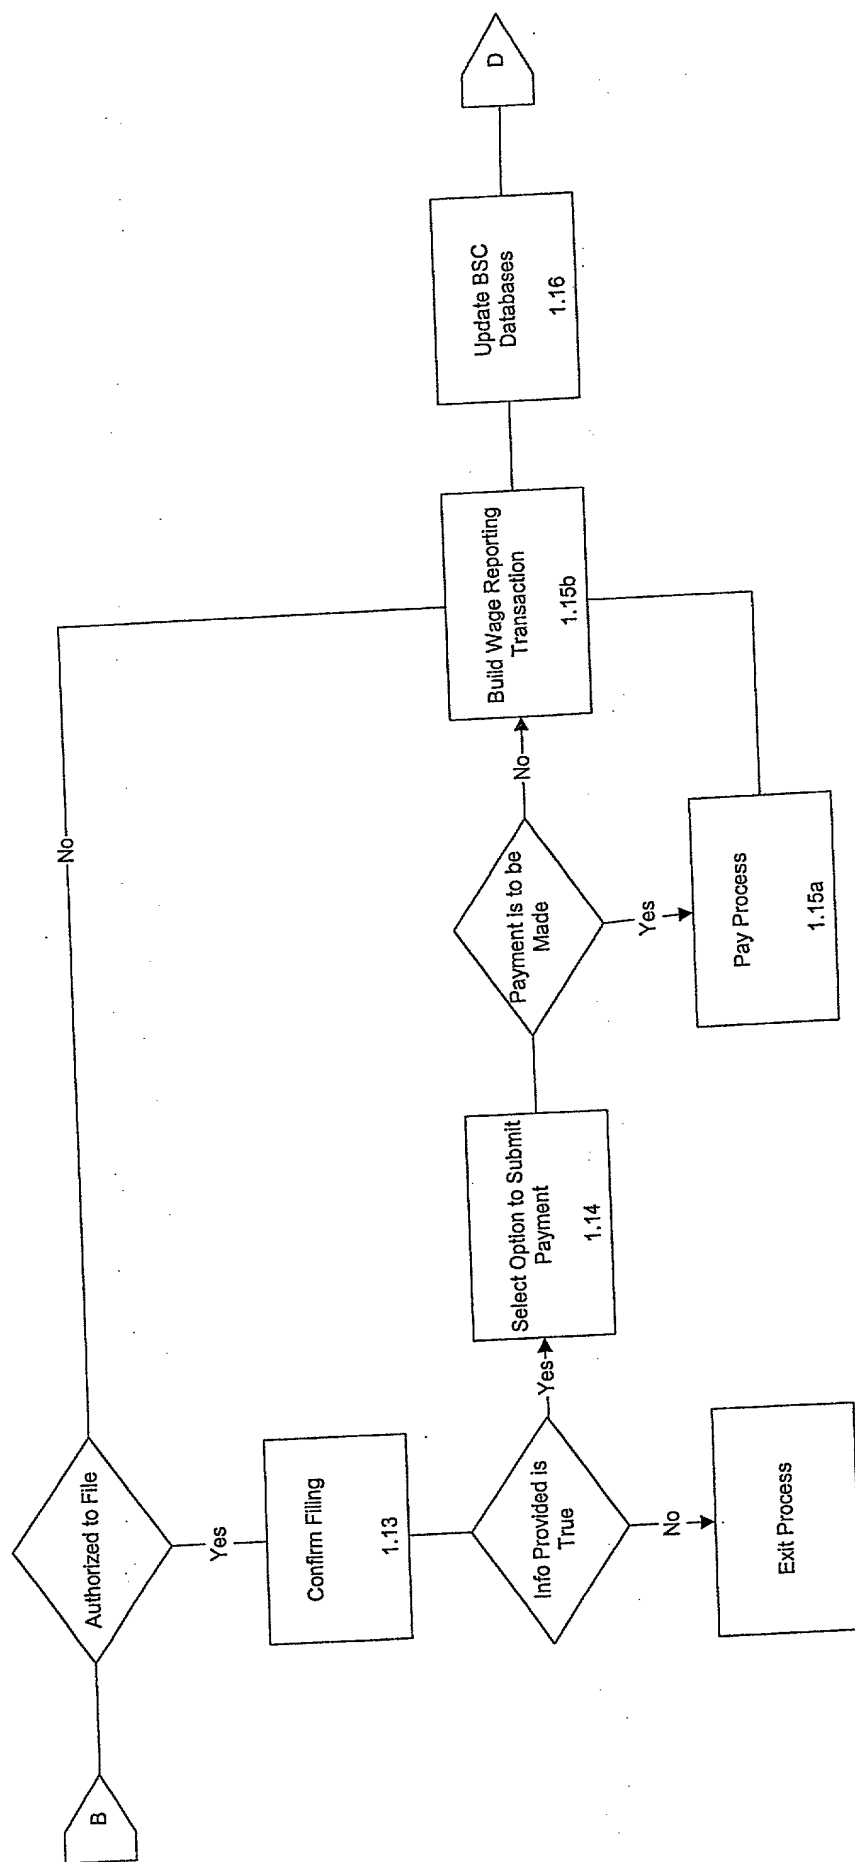 B
Authorized to File
No
Yes
Confirm Filing
1.13
Info Provided is
True
Yes
No
Exit Process
Select Option to Submit
Payment
1.14
Payment is to be
Made
No
Yes
Pay Process
1.15a
Build Wage Reporting
Transaction
1.15b
Update BSC
Databases
1.16
D